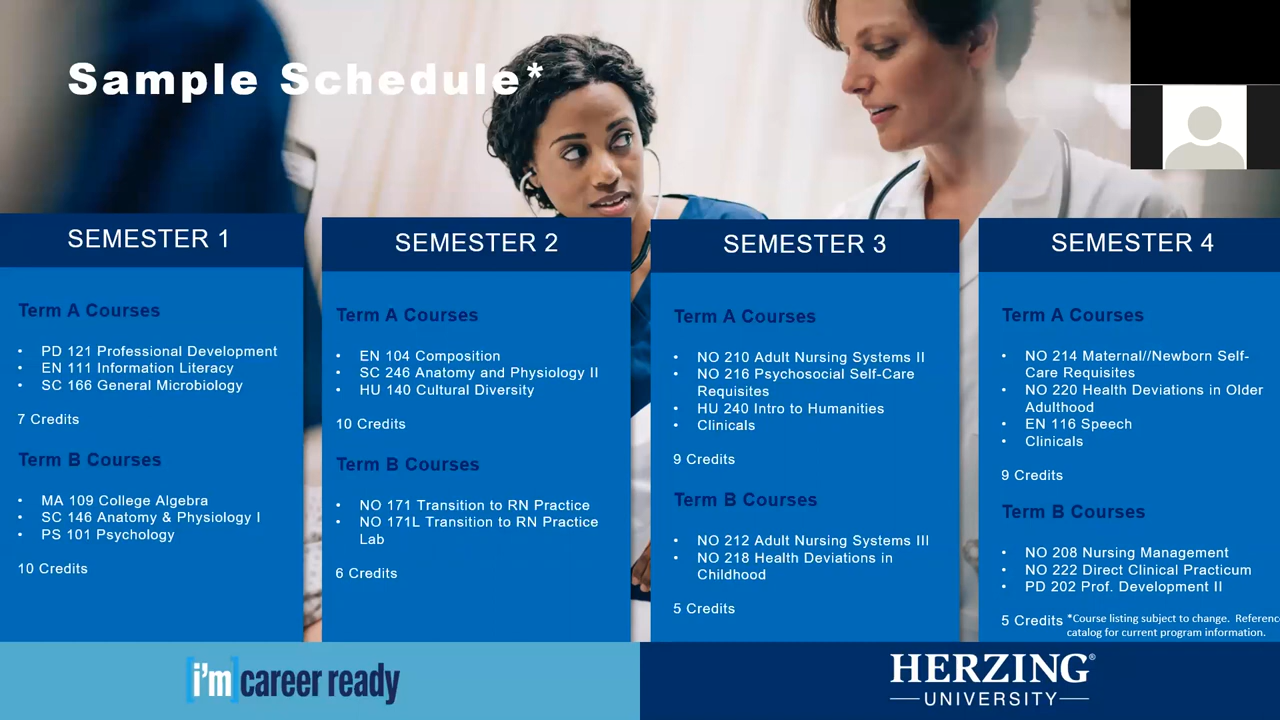 Sample Schedule*
SEMESTER 1
Term A Courses
• PD 121 Professional Development
• EN 111 Information Literacy
• SC 166 General Microbiology
7 Credits
Term B Courses
• MA 109 College Algebra
• SC 146 Anatomy & Physiology I
• PS 101 Psychology
10 Credits
SEMESTER 2
Term A Courses
• EN 104 Composition
• SC 246 Anatomy and Physiology II
• HU 140 Cultural Diversity
10 Credits
Term B Courses
• NO 171 Transition to RN Practice
• NO 171L Transition to RN Practice
Lab
6 Credits
SEMESTER 3
Term A Courses
• NO 210 Adult Nursing Systems II
• NO 216 Psychosocial Self-Care
Requisites
• HU 240 Intro to Humanities
• Clinicals
9 Credits
Term B Courses
• NO 212 Adult Nursing Systems III
• NO 218 Health Deviations in
Childhood
5 Credits
SEMESTER 4
Term A Courses
• NO 214 Maternal//Newborn Self-
Care Requisites
• NO 220 Health Deviations in Older
Adulthood
• EN 116 Speech
• Clinicals
9 Credits
Term B Courses
• NO 208 Nursing Management
• NO 222 Direct Clinical Practicum
• PD 202 Prof. Development II
5 Credits
*Course listing subject to change. Referenc
catalog for current program information.
[i'm] career ready
HERZING®
UNIVERSITY